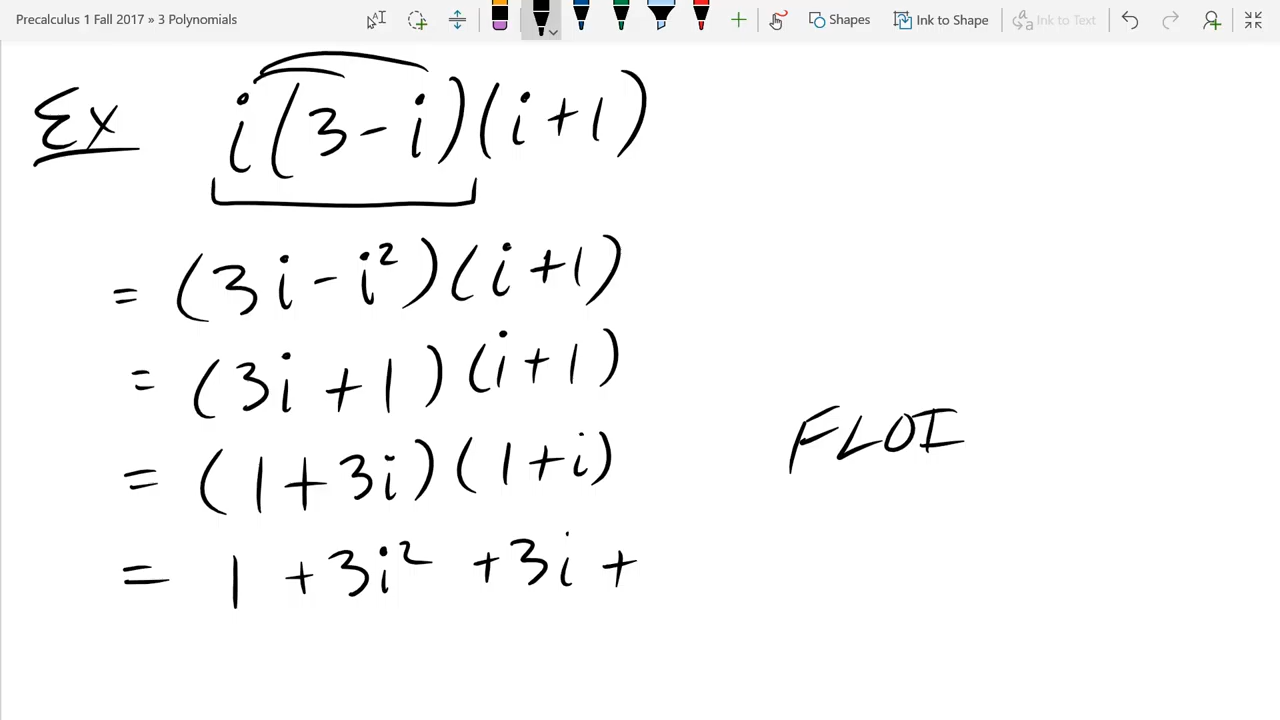 Precalculus 1 Fall 2017 » 3 Polynomials Shapes Ink to Shape Ink to Text
Ex i(3-i)(i+1)
= (3i-i²)(i+1)
= (3i+1)(i+1)
= (1+3i)(1+i)
FLOI
= 1 +3i² +3i +